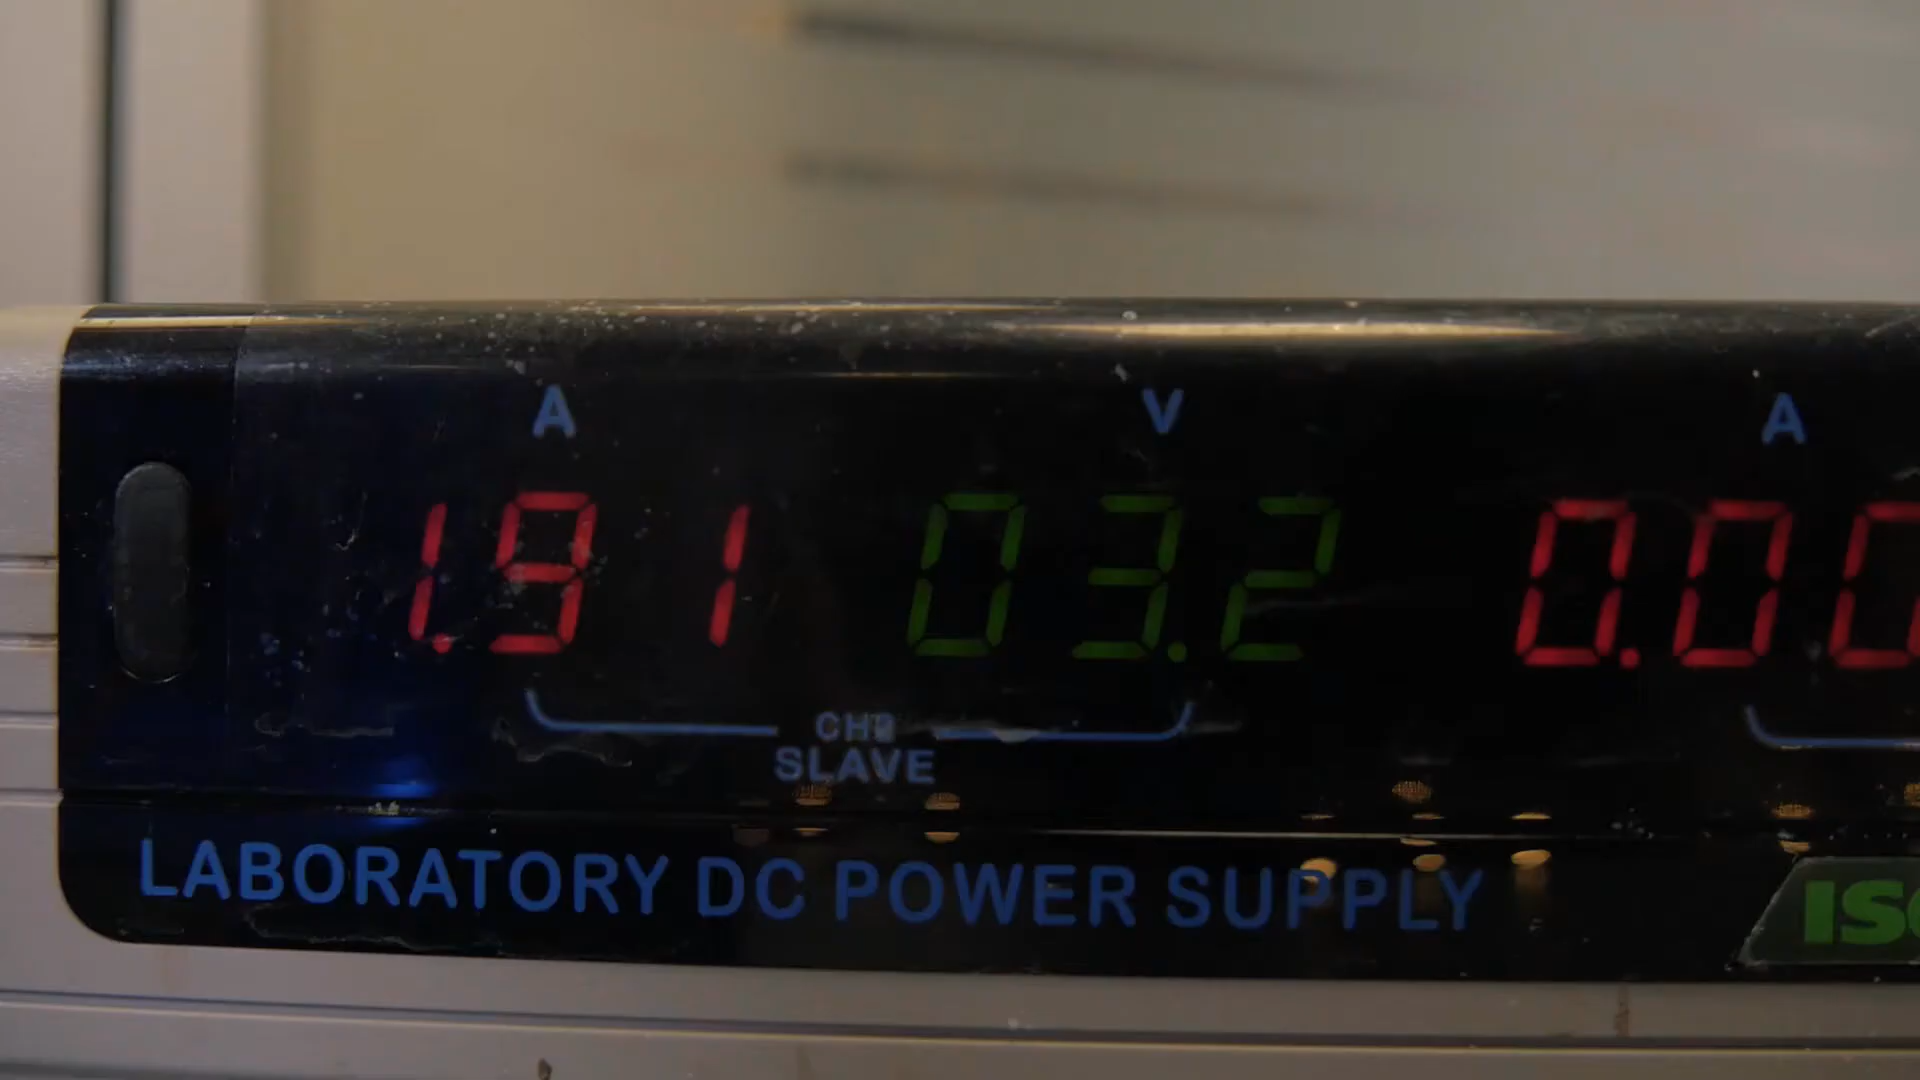 A V A
1.91 03.2 0.00
SLAVE
LABORATORY DC POWER SUPPLY